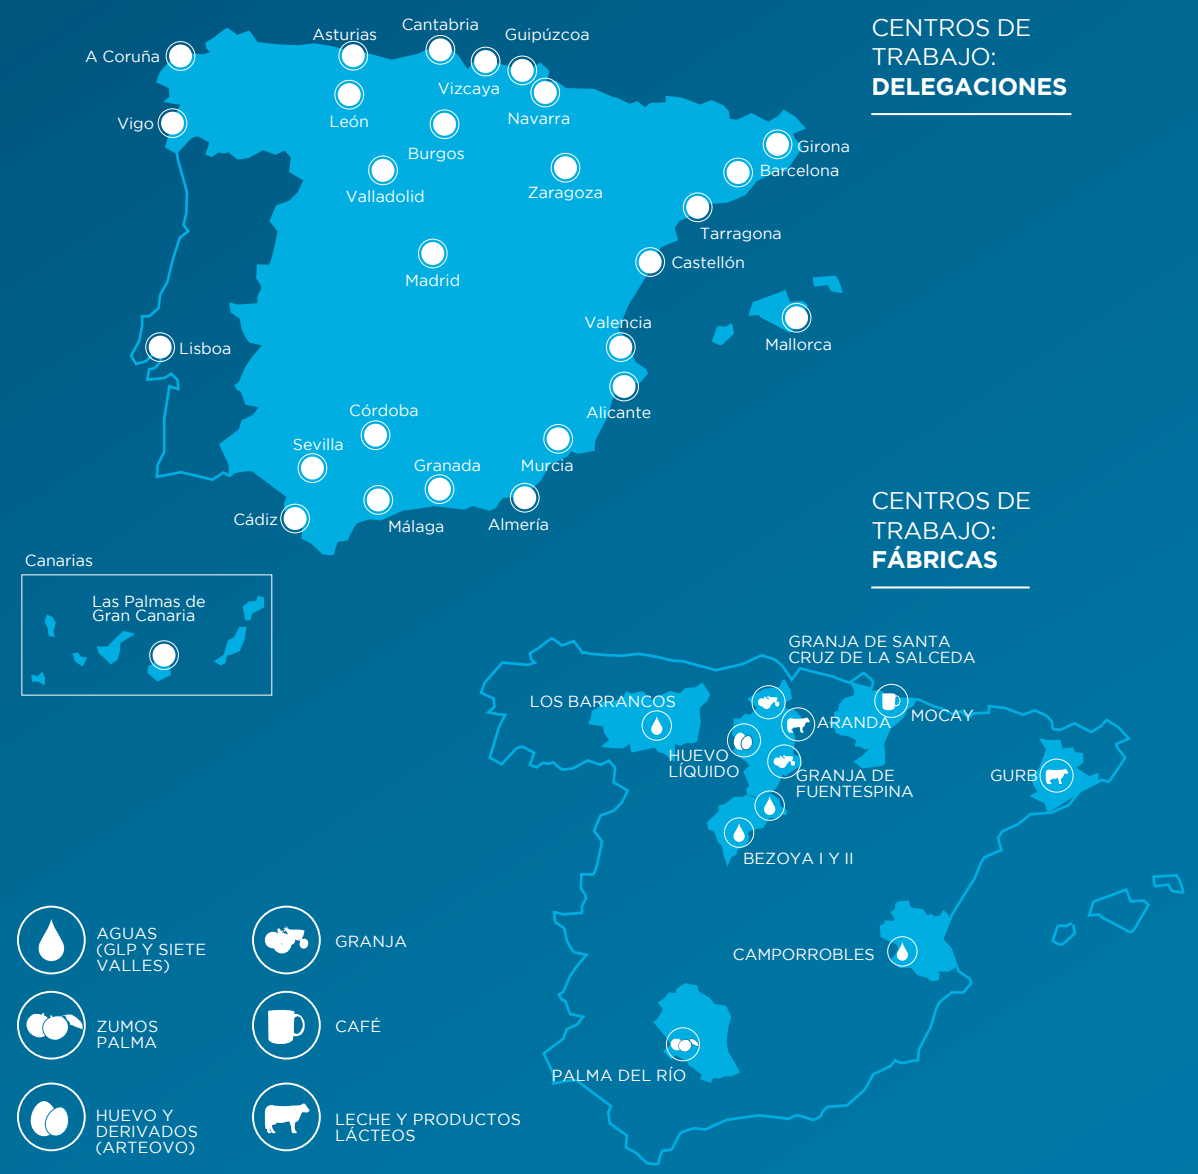 CENTROS DE
TRABAJO:
DELEGACIONES
A Coruña
Asturias
Cantabria
Guipúzcoa
Vizcaya
Vigo
León
Navarra
Burgos
Girona
Barcelona
Valladolid
Zaragoza
Tarragona
Madrid
Castellón
Valencia
Mallorca
Lisboa
Alicante
Córdoba
Sevilla
Granada
Murcia
Cádiz
Málaga
Almería
Canarias
Las Palmas de
Gran Canaria
CENTROS DE
TRABAJO:
FÁBRICAS
GRANJA DE SANTA
CRUZ DE LA SALCEDA
LOS BARRANCOS
ARANDA
MOCAY
HUEVO
LÍQUIDO
GRANJA DE
FUENTESPINA
GURB
BEZOYA I Y II
CAMPORROBLES
PALMA DEL RÍO
AGUAS
(GLP Y SIETE
VALLES)
GRANJA
ZUMOS
PALMA
CAFÉ
HUEVO Y
DERIVADOS
(ARTEOVO)
LECHE Y PRODUCTOS
LÁCTEOS